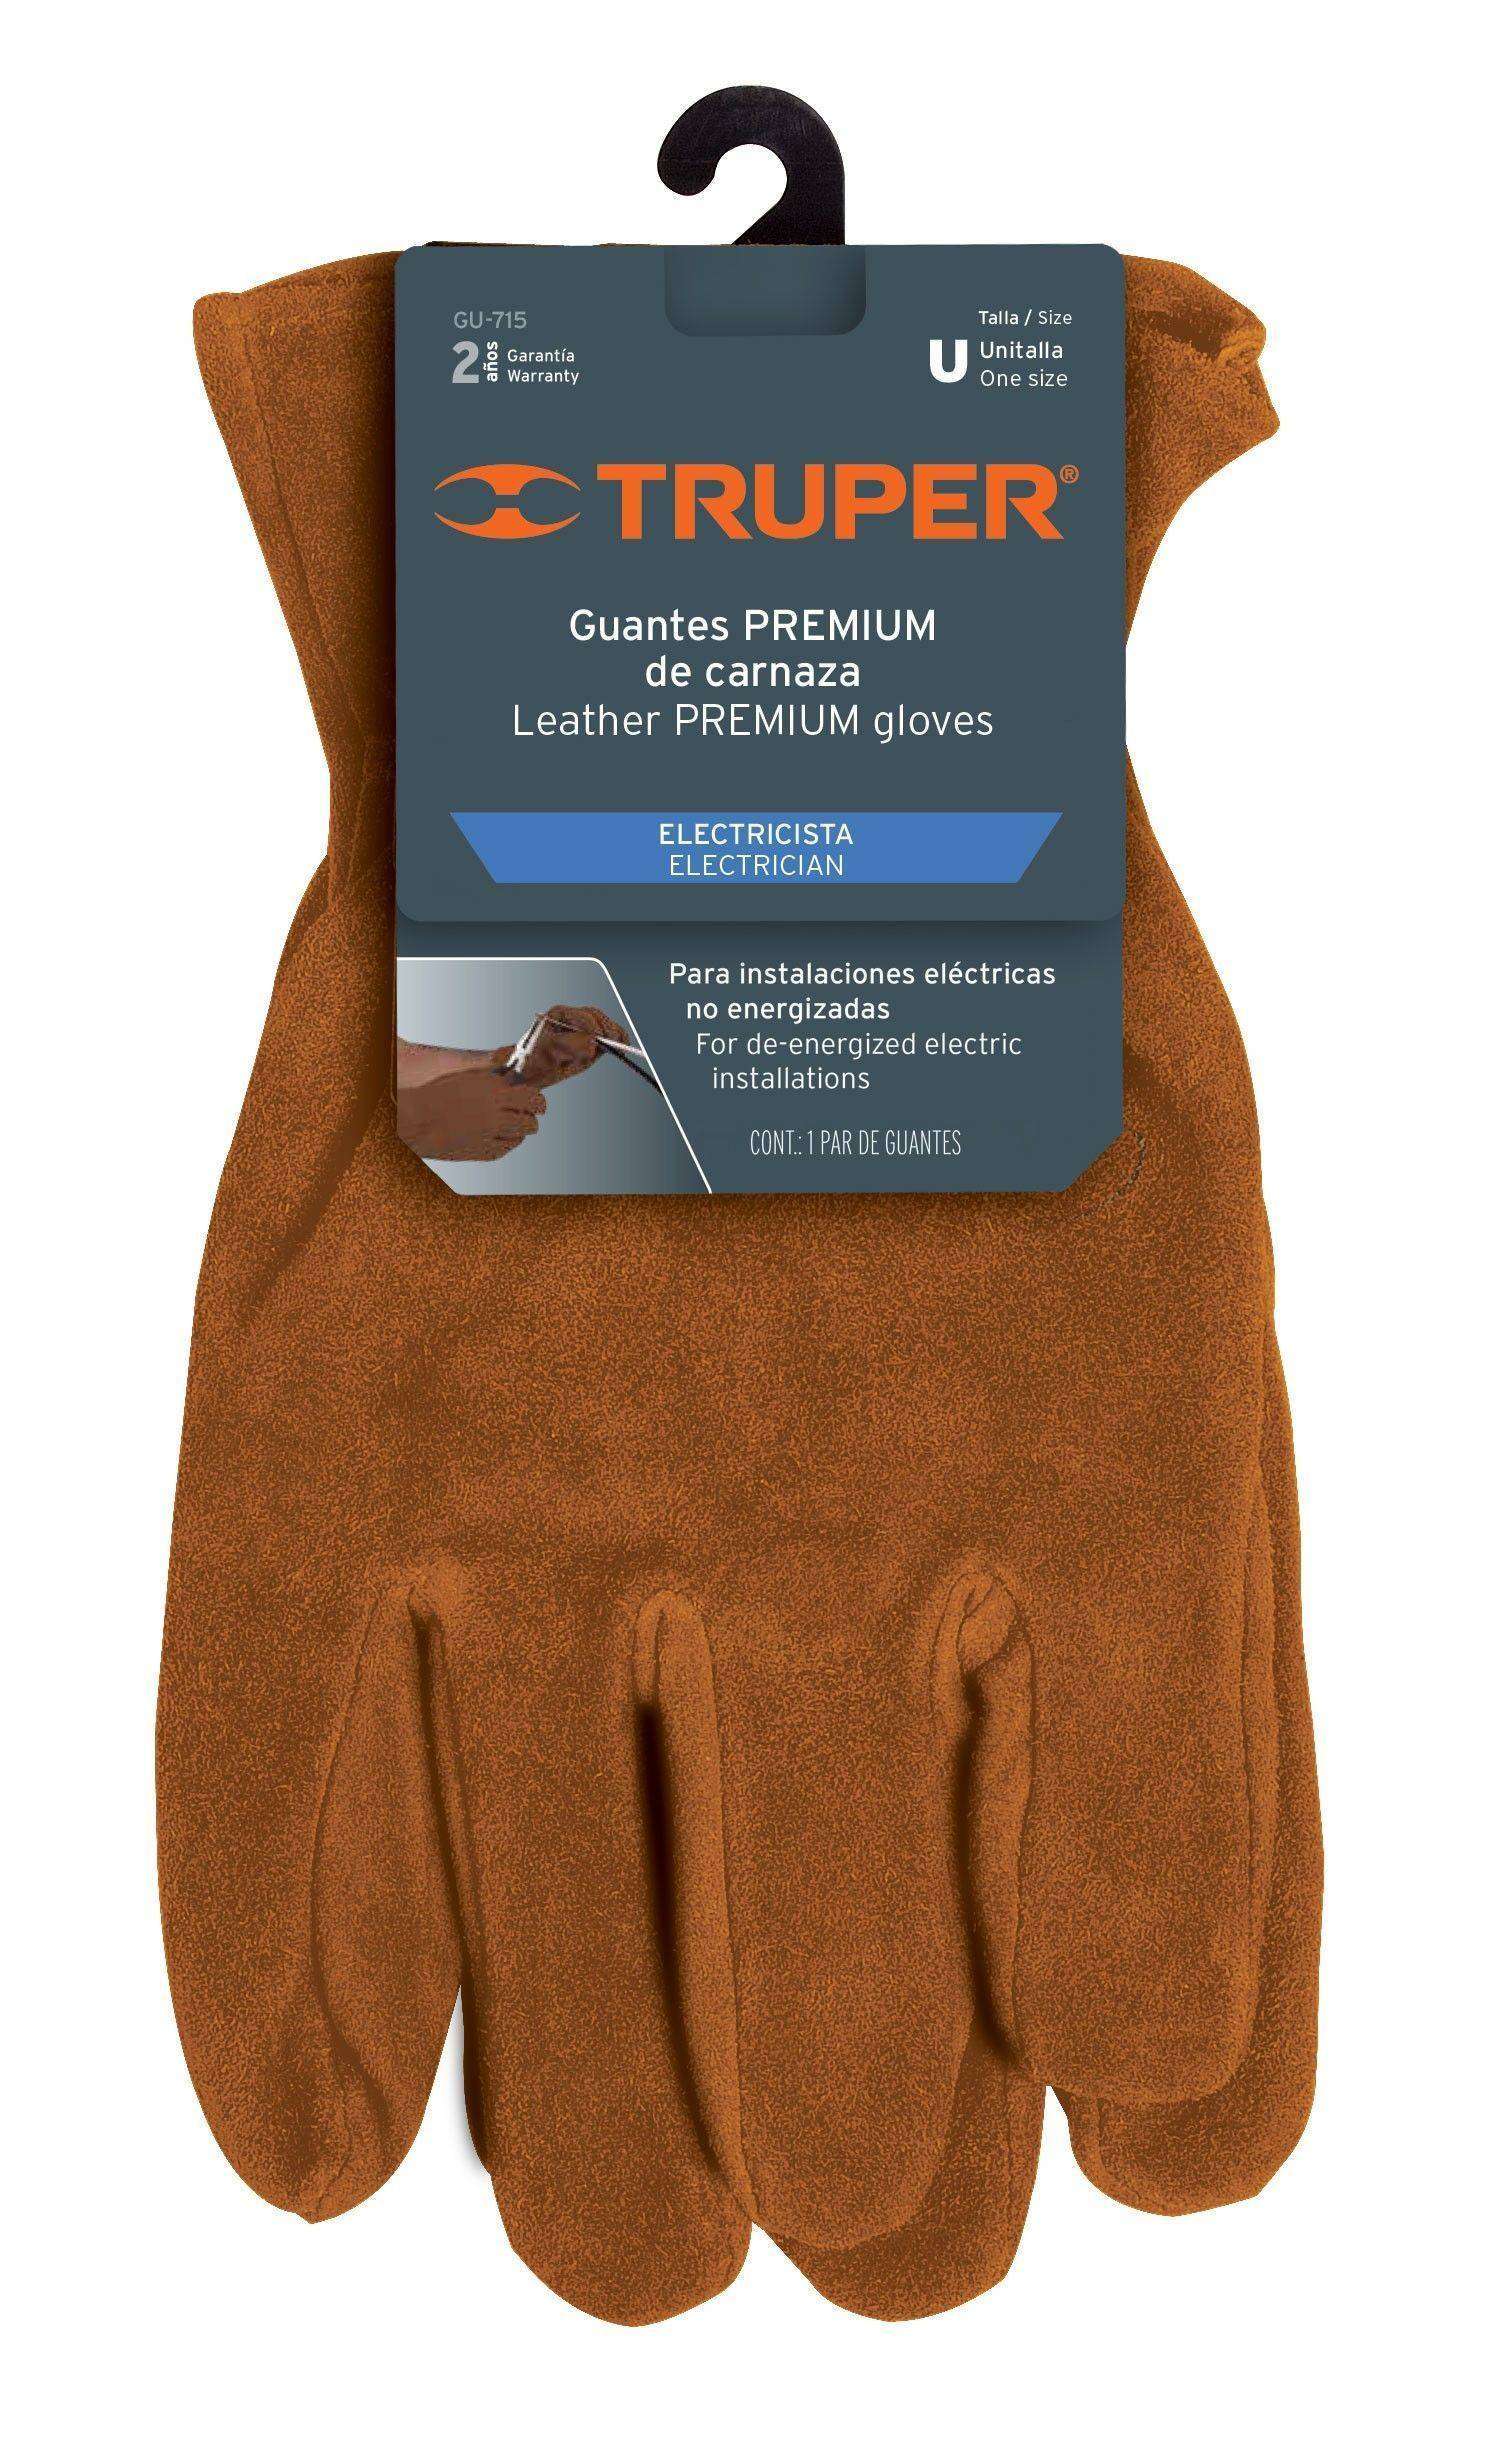 GU-715
2 años Garantía
Warranty
Talla / Size
U Unitalla
One size
TRUPER®
Guantes PREMIUM
de carnaza
Leather PREMIUM gloves
ELECTRICISTA
ELECTRICIAN
Para instalaciones eléctricas
no energizadas
For de-energized electric
installations
CONT.: 1 PAR DE GUANTES